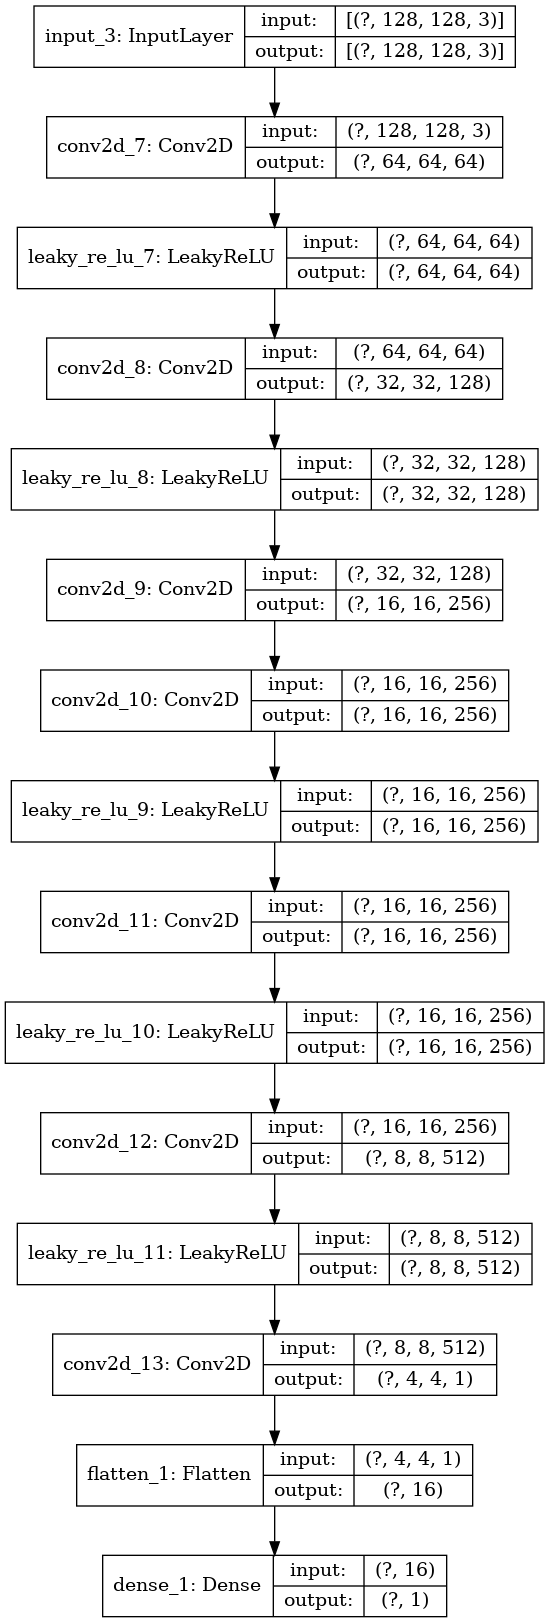 input_3: InputLayer
input:
[(?, 128, 128, 3)]
output:
[(?, 128, 128, 3)]
conv2d_7: Conv2D
input:
(?, 128, 128, 3)
output:
(?, 64, 64, 64)
leaky_re_lu_7: LeakyReLU
input:
(?, 64, 64, 64)
output:
(?, 64, 64, 64)
conv2d_8: Conv2D
input:
(?, 64, 64, 64)
output:
(?, 32, 32, 128)
leaky_re_lu_8: LeakyReLU
input:
(?, 32, 32, 128)
output:
(?, 32, 32, 128)
conv2d_9: Conv2D
input:
(?, 32, 32, 128)
output:
(?, 16, 16, 256)
conv2d_10: Conv2D
input:
(?, 16, 16, 256)
output:
(?, 16, 16, 256)
leaky_re_lu_9: LeakyReLU
input:
(?, 16, 16, 256)
output:
(?, 16, 16, 256)
conv2d_11: Conv2D
input:
(?, 16, 16, 256)
output:
(?, 16, 16, 256)
leaky_re_lu_10: LeakyReLU
input:
(?, 16, 16, 256)
output:
(?, 16, 16, 256)
conv2d_12: Conv2D
input:
(?, 16, 16, 256)
output:
(?, 8, 8, 512)
leaky_re_lu_11: LeakyReLU
input:
(?, 8, 8, 512)
output:
(?, 8, 8, 512)
conv2d_13: Conv2D
input:
(?, 8, 8, 512)
output:
(?, 4, 4, 1)
flatten_1: Flatten
input:
(?, 4, 4, 1)
output:
(?, 16)
dense_1: Dense
input:
(?, 16)
output:
(?, 1)